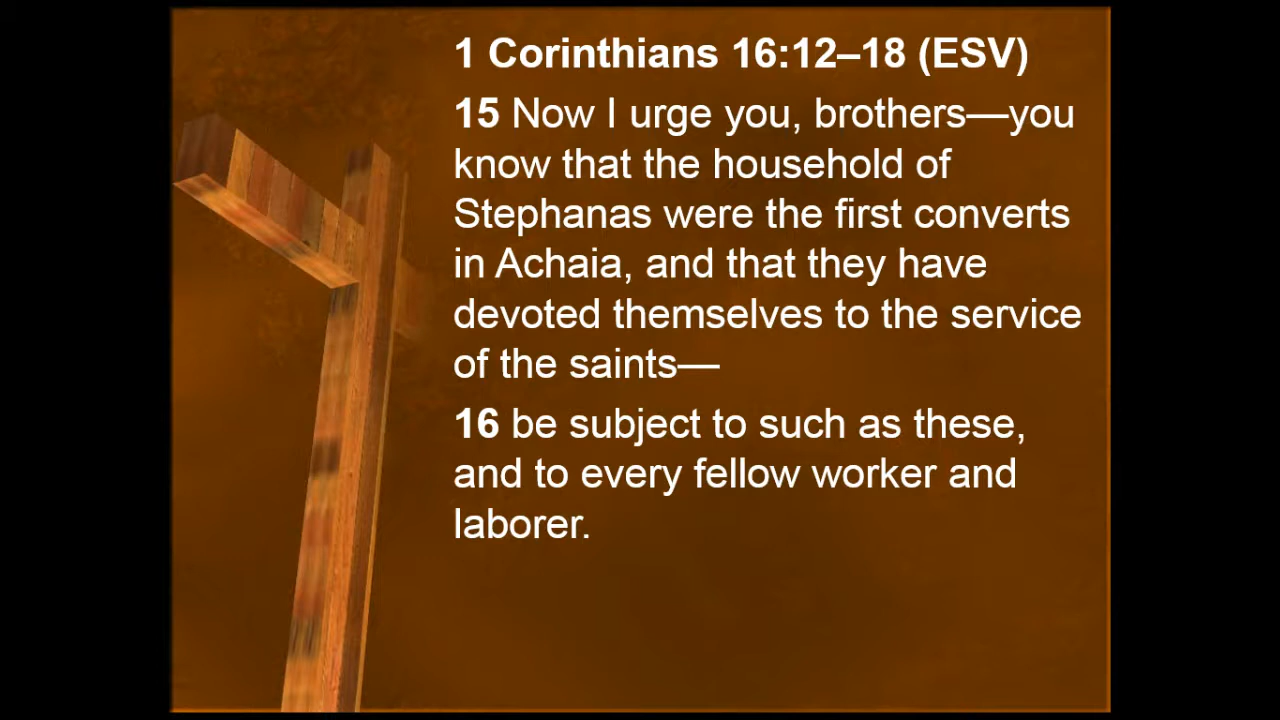 1 Corinthians 16:12–18 (ESV)
15 Now I urge you, brothers—you
know that the household of
Stephanas were the first converts
in Achaia, and that they have
devoted themselves to the service
of the saints—
16 be subject to such as these,
and to every fellow worker and
laborer.